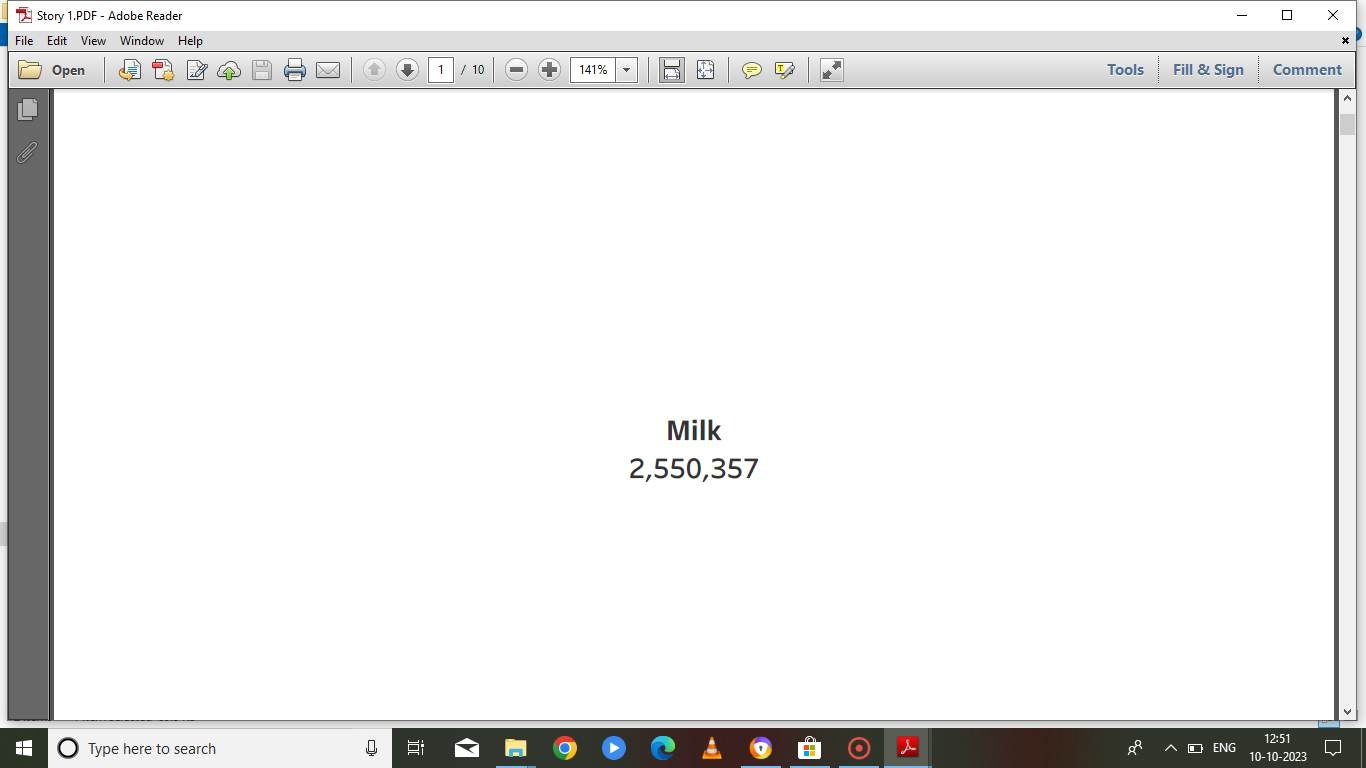 Story 1.PDF - Adobe Reader
File Edit View Window Help
Open 1 / 10 141% Tools Fill & Sign Comment
Milk
2,550,357
Type here to search
ENG
12:51
10-10-2023